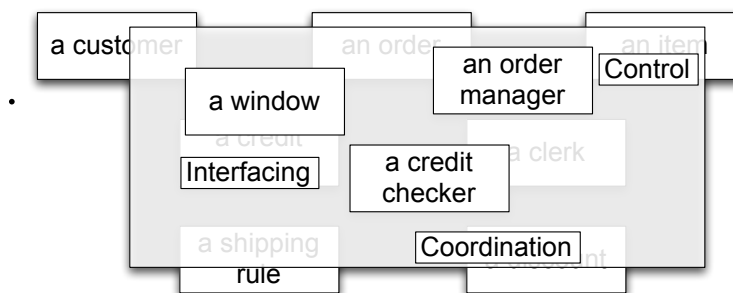 a customer
an order
an item
an order
manager
Control
a window
a credit
a credit
checker
a clerk
Interfacing
a shipping
rule
Coordination